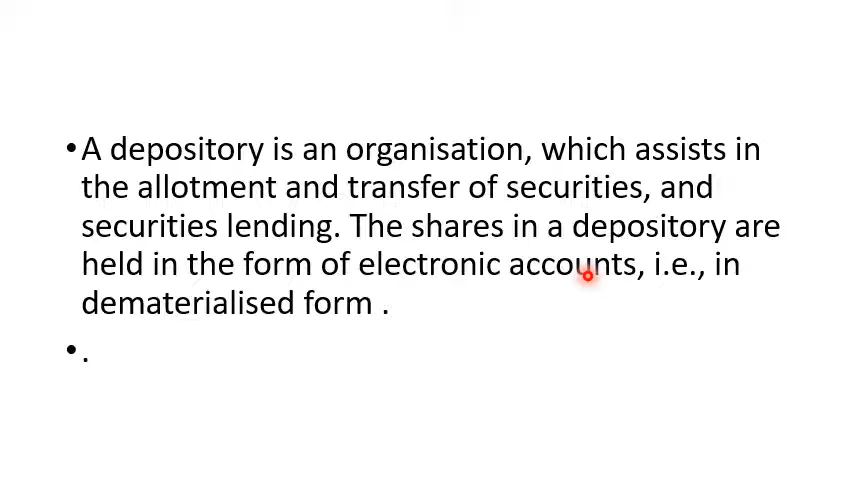 •A depository is an organisation, which assists in
the allotment and transfer of securities, and
securities lending. The shares in a depository are
held in the form of electronic accounts, i.e., in
dematerialised form .
•.